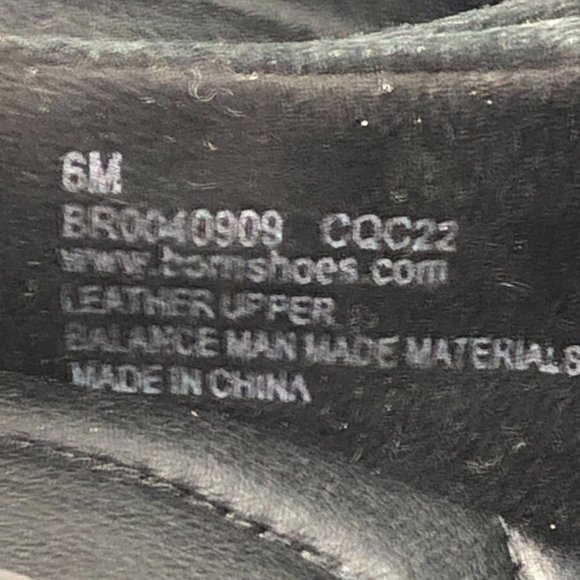 6M
BR0040909 CQC22
www.bornshoes.com
LEATHER UPPER
BALANCE MAN MADE MATERIALS
MADE IN CHINA